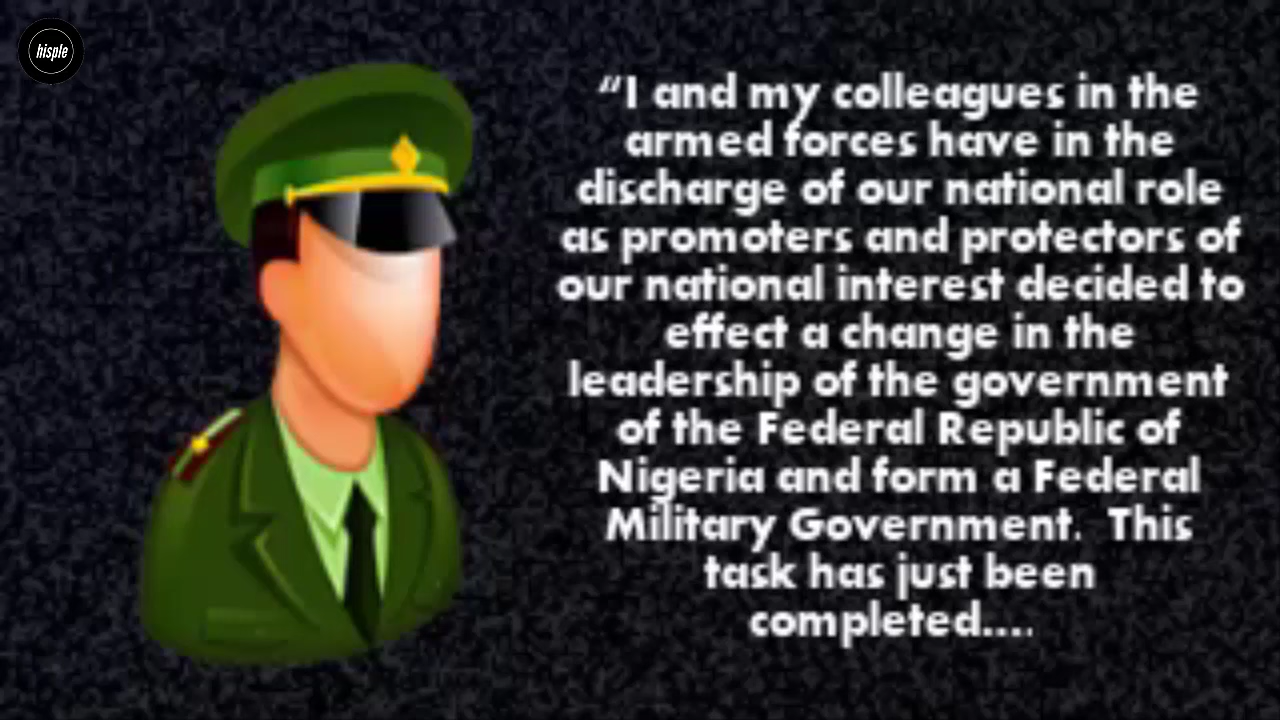 hisple
“I and my colleagues in the
armed forces have in the
discharge of our national role
as promoters and protectors of
our national interest decided to
effect a change in the
leadership of the government
of the Federal Republic of
Nigeria and form a Federal
Military Government.  This
task has just been
completed....